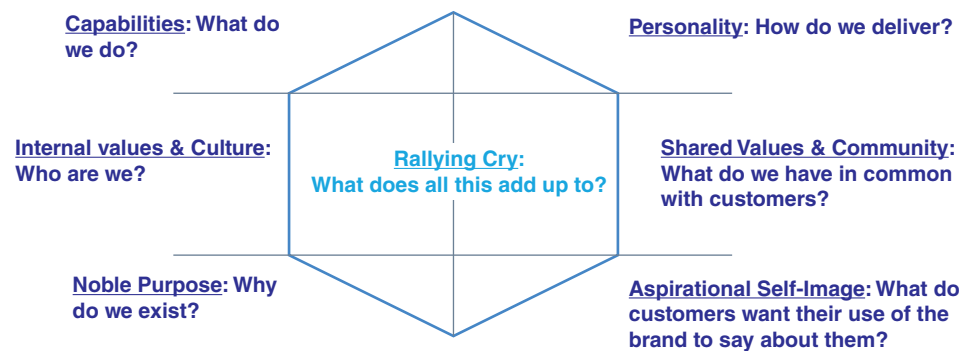 Capabilities: What do
we do?
Personality: How do we deliver?
Internal values & Culture:
Who are we?
Rallying Cry:
What does all this add up to?
Shared Values & Community:
What do we have in common
with customers?
Noble Purpose: Why
do we exist?
Aspirational Self-Image: What do
customers want their use of the
brand to say about them?